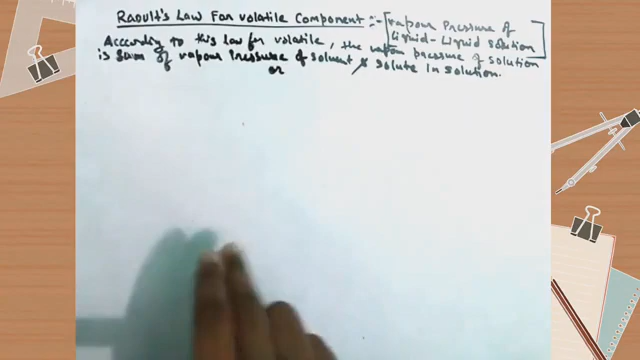 Raoult's Law For Volatile Component :- [vapour Pressure of
liquid-liquid solution]
According to this law for volatile, the vapour pressure of solution
is sum of vapour Pressure of solvent & solute in solution.
or